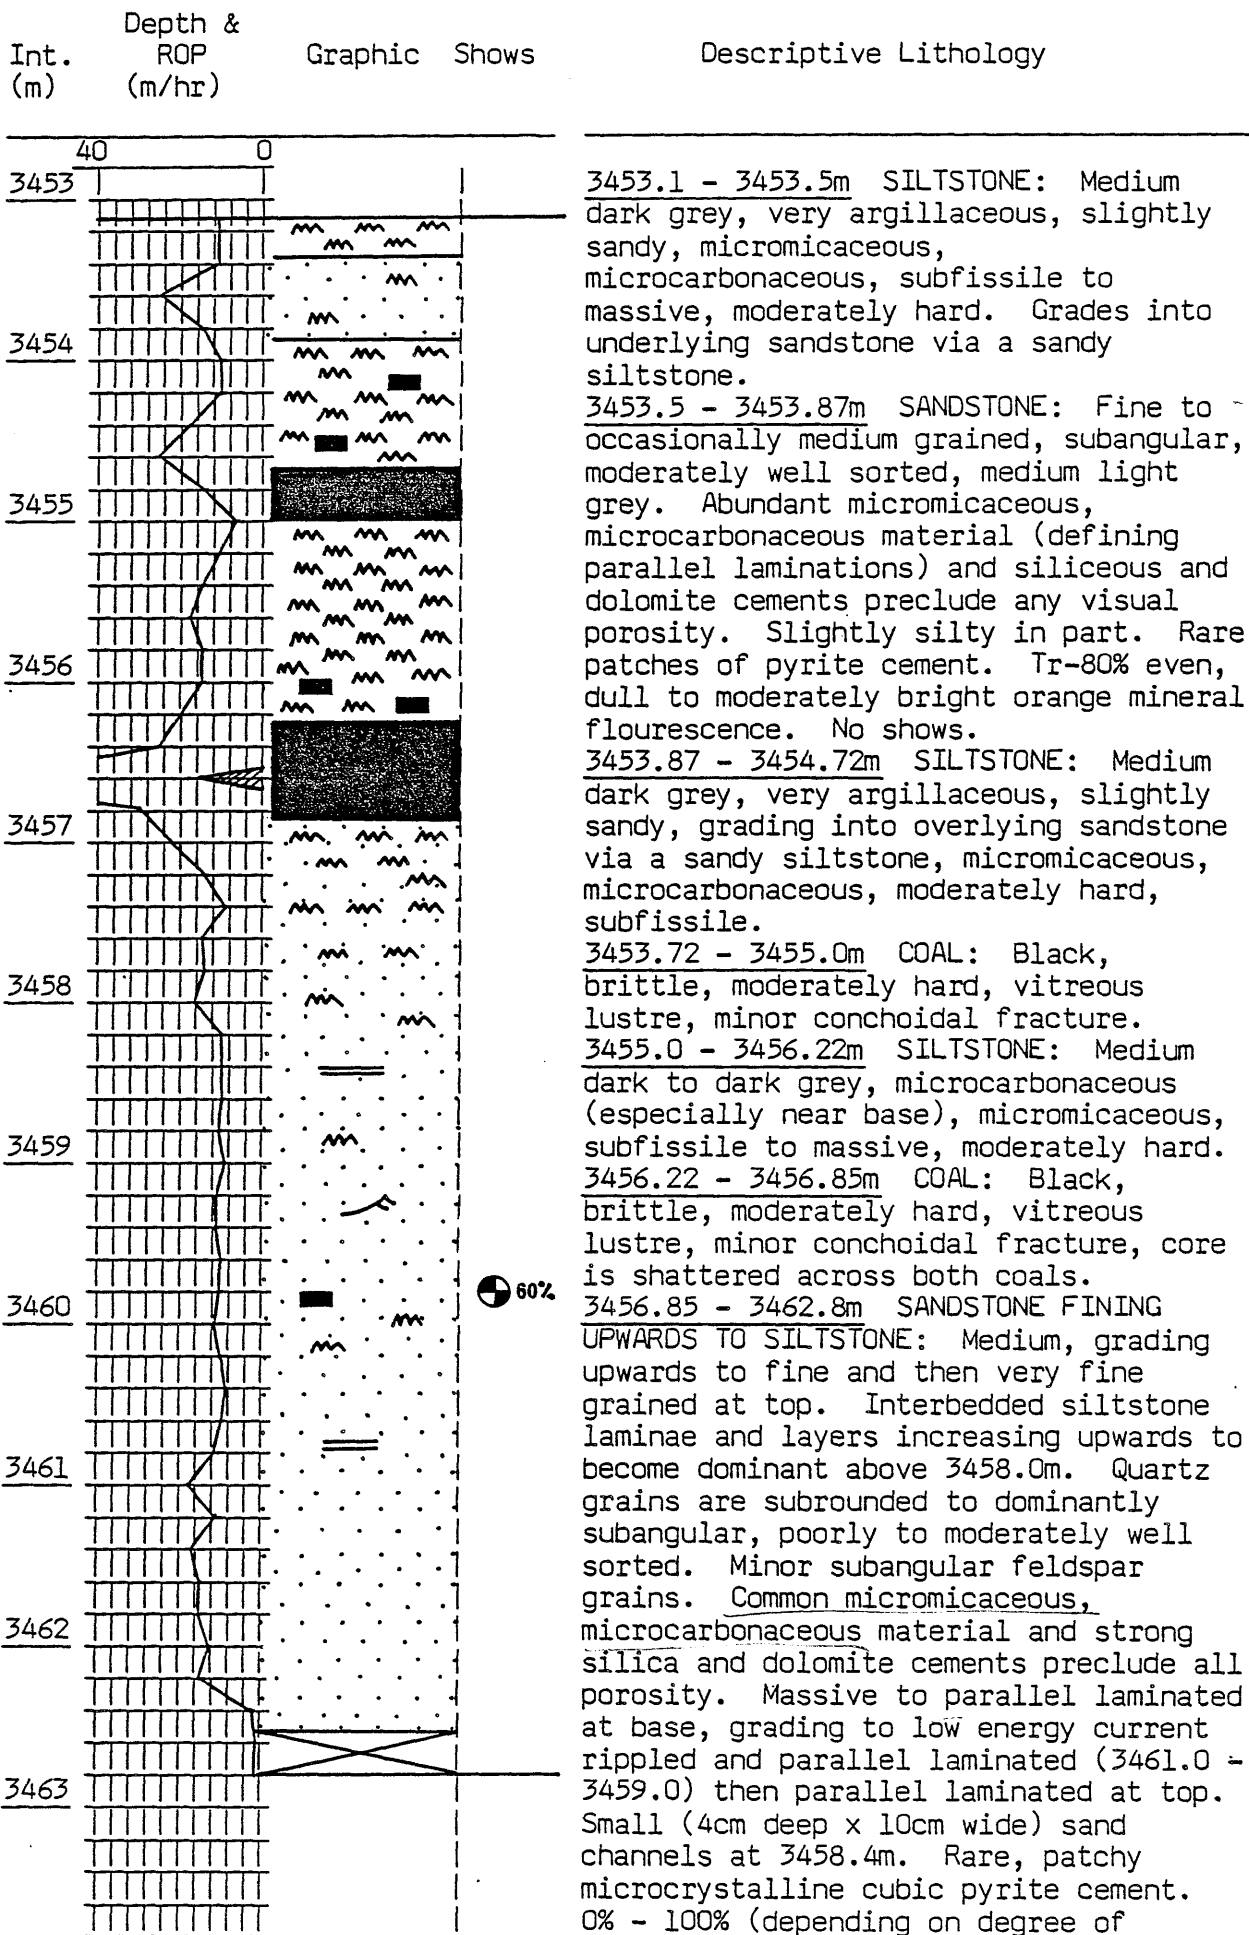 Depth &
Int. ROP Graphic Shows Descriptive Lithology
(m) (m/hr)
40 0
3453
3454
3455
3456
3457
3458
3459
3460
3461
3462
3463
60%
3453.1 - 3453.5m SILTSTONE: Medium
dark grey, very argillaceous, slightly
sandy, micromicaceous,
microcarbonaceous, subfissile to
massive, moderately hard. Grades into
underlying sandstone via a sandy
siltstone.
3453.5 - 3453.87m SANDSTONE: Fine to
occasionally medium grained, subangular,
moderately well sorted, medium light
grey. Abundant micromicaceous,
microcarbonaceous material (defining
parallel laminations) and siliceous and
dolomite cements preclude any visual
porosity. Slightly silty in part. Rare
patches of pyrite cement. Tr-80% even,
dull to moderately bright orange mineral
flourescence. No shows.
3453.87 - 3454.72m SILTSTONE: Medium
dark grey, very argillaceous, slightly
sandy, grading into overlying sandstone
via a sandy siltstone, micromicaceous,
microcarbonaceous, moderately hard,
subfissile.
3453.72 - 3455.0m COAL: Black,
brittle, moderately hard, vitreous
lustre, minor conchoidal fracture.
3455.0 - 3456.22m SILTSTONE: Medium
dark to dark grey, microcarbonaceous
(especially near base), micromicaceous,
subfissile to massive, moderately hard.
3456.22 - 3456.85m COAL: Black,
brittle, moderately hard, vitreous
lustre, minor conchoidal fracture, core
is shattered across both coals.
3456.85 - 3462.8m SANDSTONE FINING
UPWARDS TO SILTSTONE: Medium, grading
upwards to fine and then very fine
grained at top. Interbedded siltstone
laminae and layers increasing upwards to
become dominant above 3458.0m. Quartz
grains are subrounded to dominantly
subangular, poorly to moderately well
sorted. Minor subangular feldspar
grains. Common micromicaceous,
microcarbonaceous material and strong
silica and dolomite cements preclude all
porosity. Massive to parallel laminated
at base, grading to low energy current
rippled and parallel laminated (3461.0 -
3459.0) then parallel laminated at top.
Small (4cm deep x 10cm wide) sand
channels at 3458.4m. Rare, patchy
microcrystalline cubic pyrite cement.
0% - 100% (depending on degree of